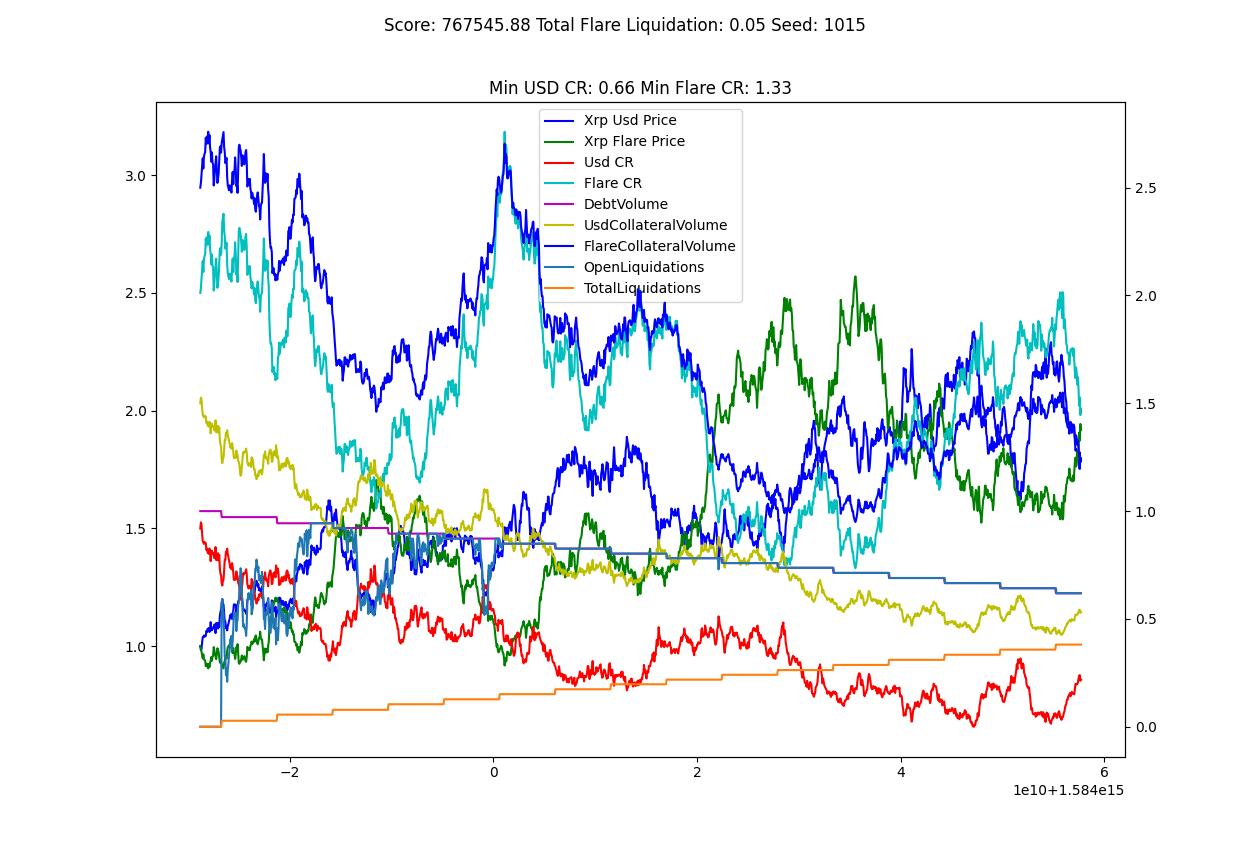 Score: 767545.88 Total Flare Liquidation: 0.05 Seed: 1015
Min USD CR: 0.66 Min Flare CR: 1.33
Xrp Usd Price
Xrp Flare Price
Usd CR
Flare CR
DebtVolume
UsdCollateralVolume
FlareCollateralVolume
OpenLiquidations
TotalLiquidations
3.0
2.5
2.0
1.5
1.0
2.5
2.0
1.5
1.0
0.5
0.0
−2
0
2
4
6
1e10+1.584e15